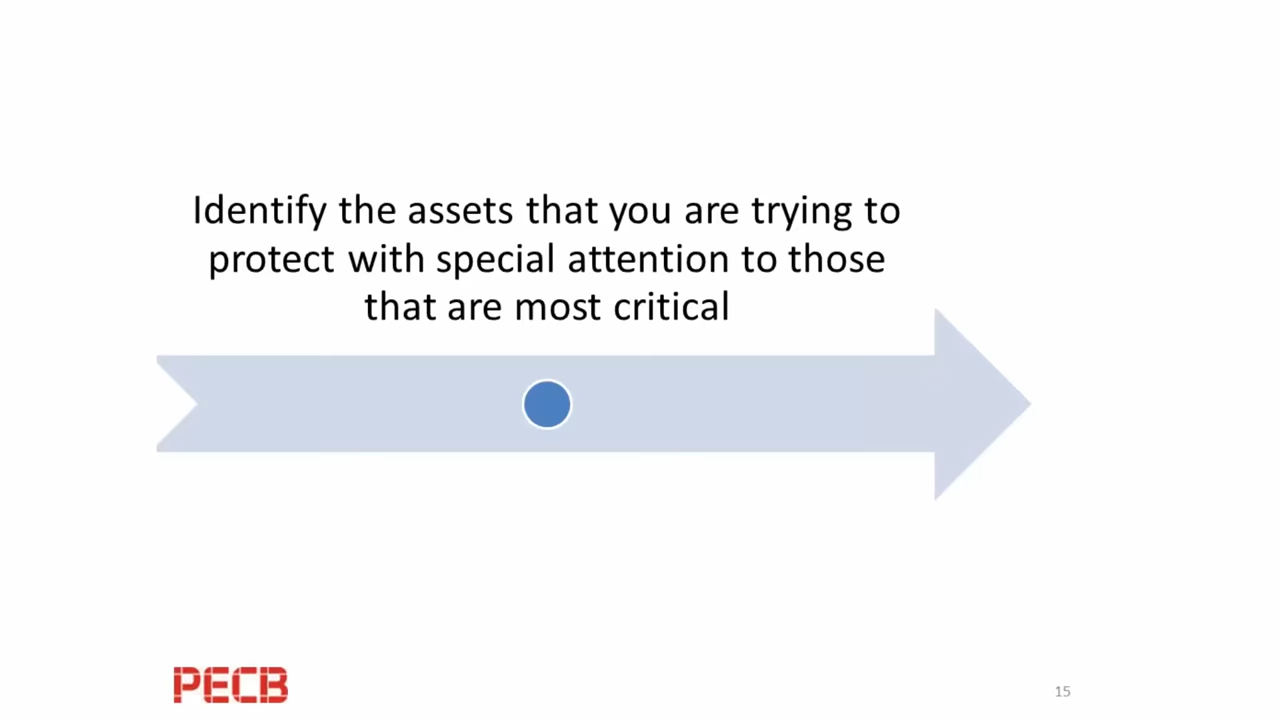 Identify the assets that you are trying to
protect with special attention to those
that are most critical
PECB
15